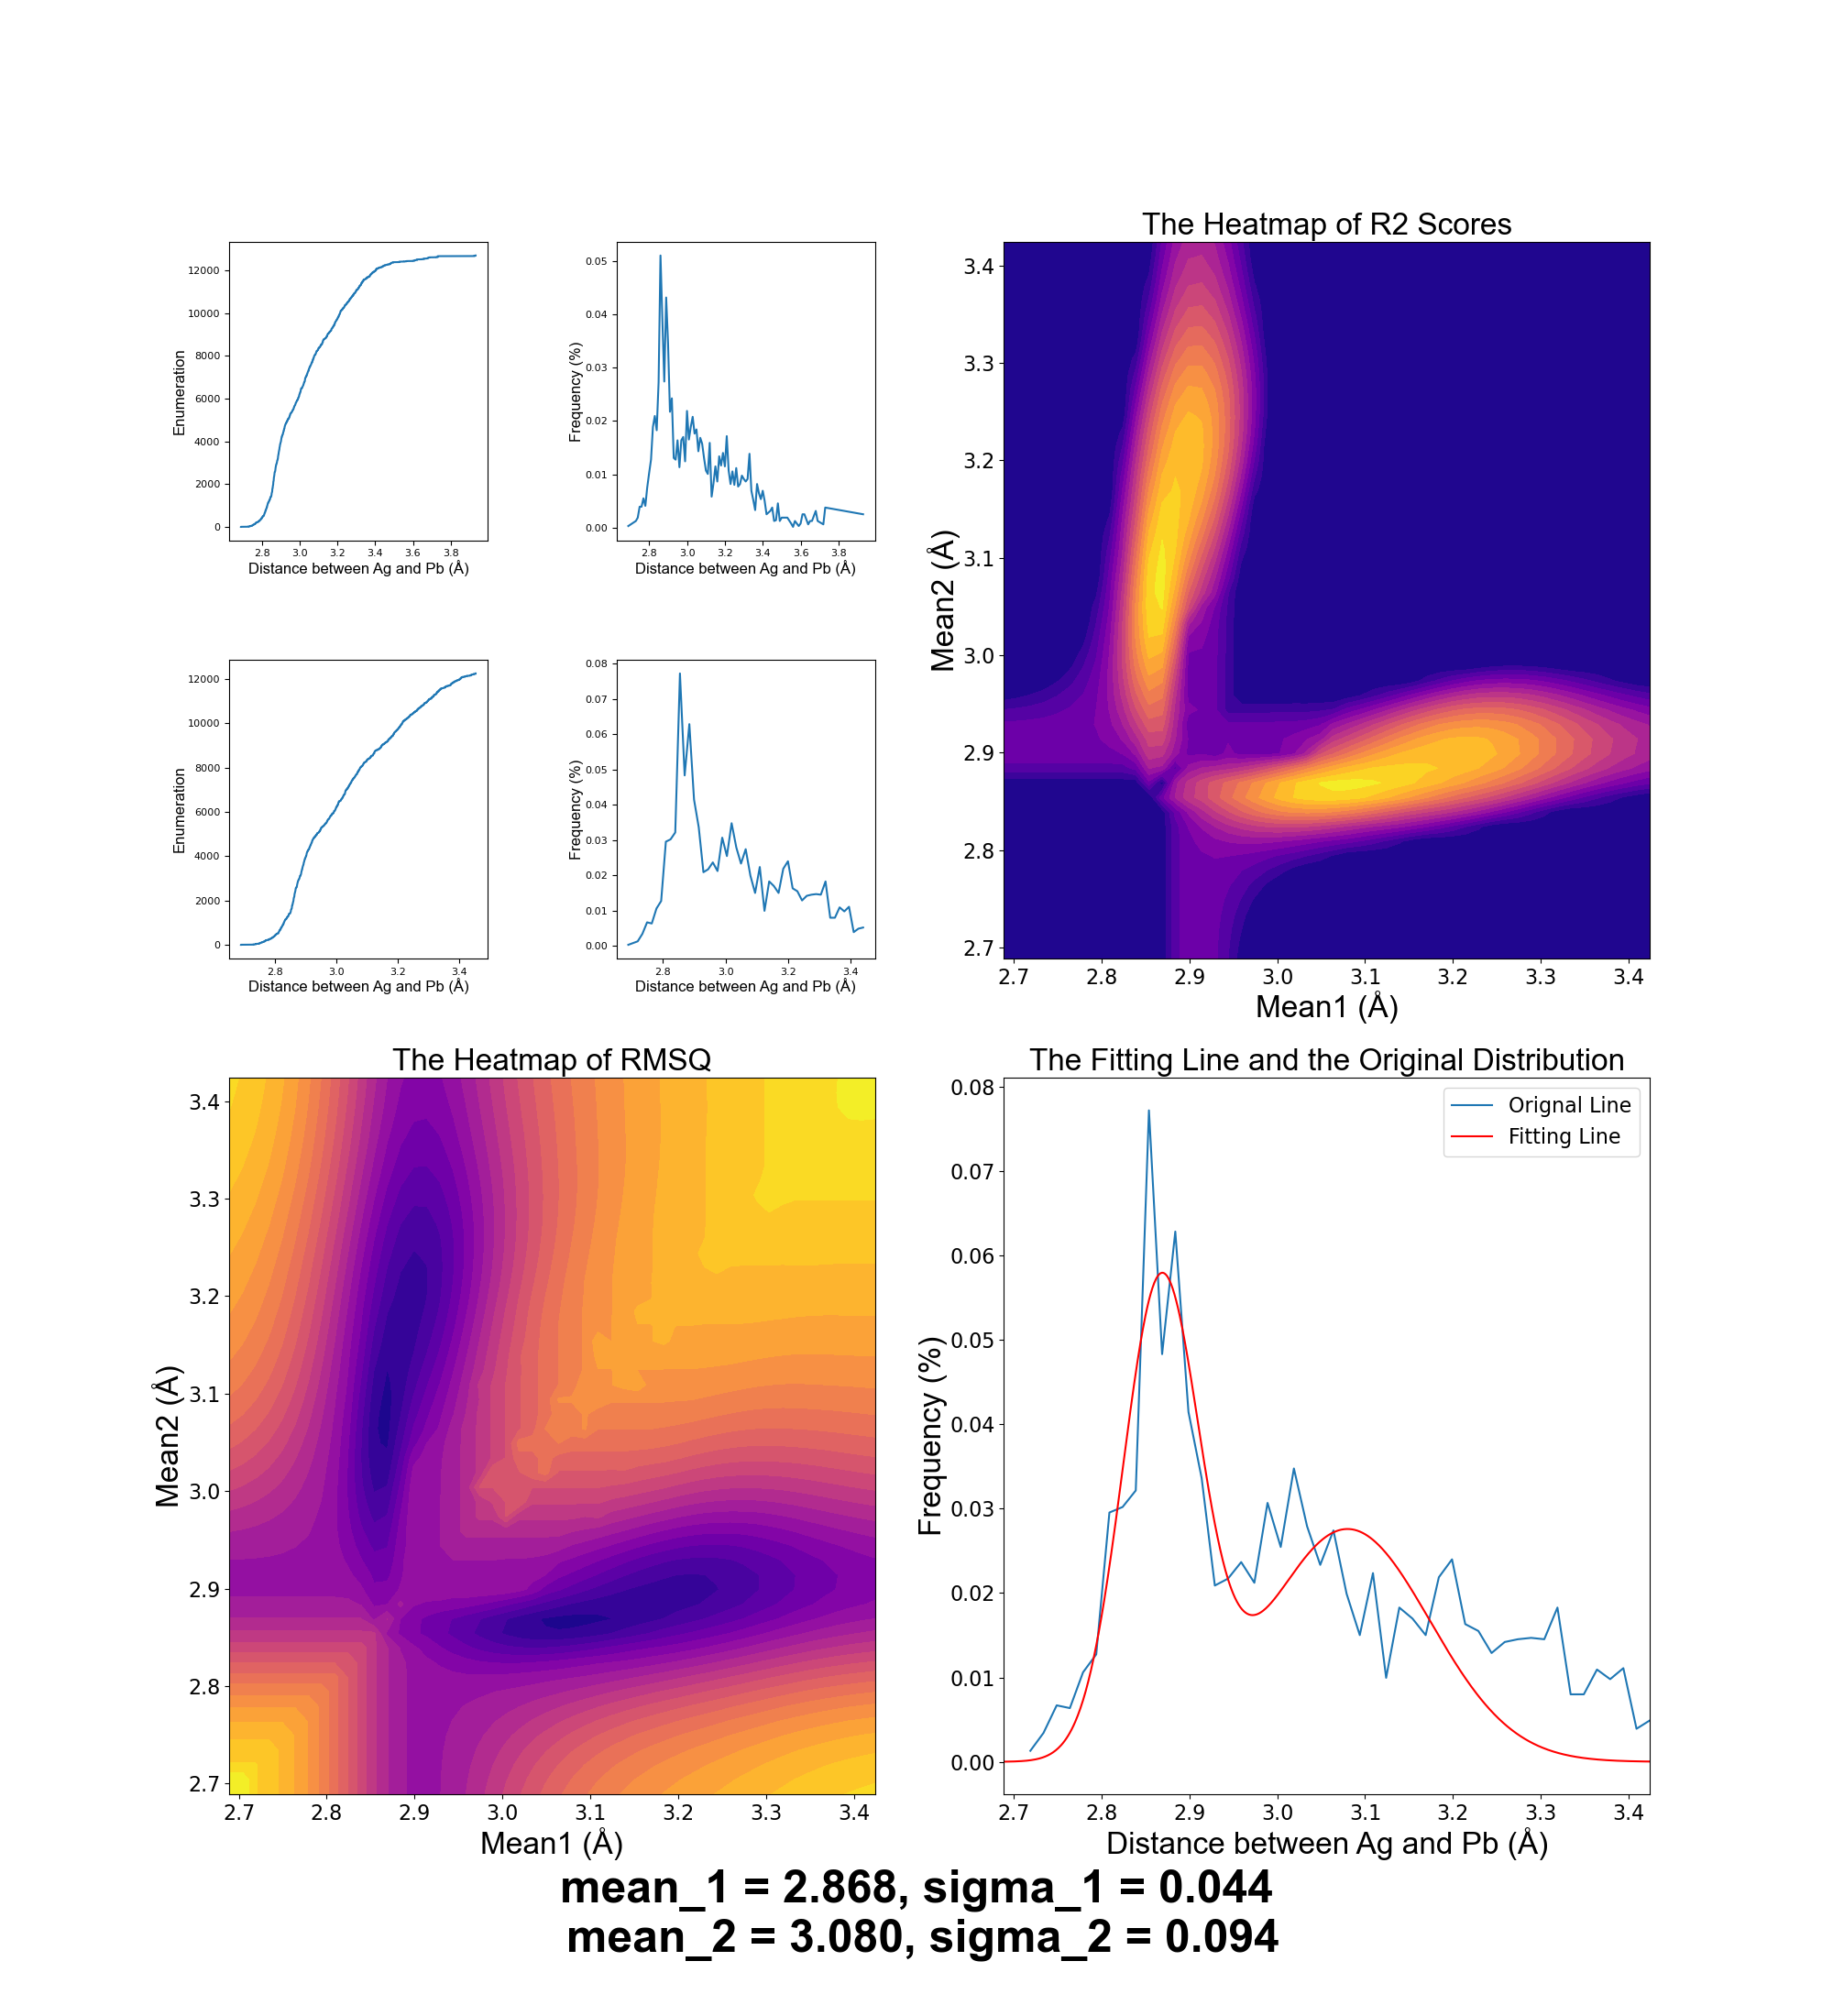 12000
10000
8000
6000
4000
2000
0
Enumeration
2.8 3.0 3.2 3.4 3.6 3.8
Distance between Ag and Pb (Å)
0.05
0.04
0.03
0.02
0.01
0.00
Frequency (%)
2.8 3.0 3.2 3.4 3.6 3.8
Distance between Ag and Pb (Å)
The Heatmap of R2 Scores
3.4
3.3
3.2
3.1
3.0
2.9
2.8
2.7
Mean2 (Å)
2.7 2.8 2.9 3.0 3.1 3.2 3.3 3.4
Mean1 (Å)
12000
10000
8000
6000
4000
2000
0
Enumeration
2.8 3.0 3.2 3.4
Distance between Ag and Pb (Å)
0.08
0.07
0.06
0.05
0.04
0.03
0.02
0.01
0.00
Frequency (%)
2.8 3.0 3.2 3.4
Distance between Ag and Pb (Å)
The Heatmap of RMSQ
3.4
3.3
3.2
3.1
3.0
2.9
2.8
2.7
Mean2 (Å)
2.7 2.8 2.9 3.0 3.1 3.2 3.3 3.4
Mean1 (Å)
The Fitting Line and the Original Distribution
Orignal Line
Fitting Line
0.08
0.07
0.06
0.05
0.04
0.03
0.02
0.01
0.00
Frequency (%)
2.7 2.8 2.9 3.0 3.1 3.2 3.3 3.4
Distance between Ag and Pb (Å)
mean_1 = 2.868, sigma_1 = 0.044
mean_2 = 3.080, sigma_2 = 0.094